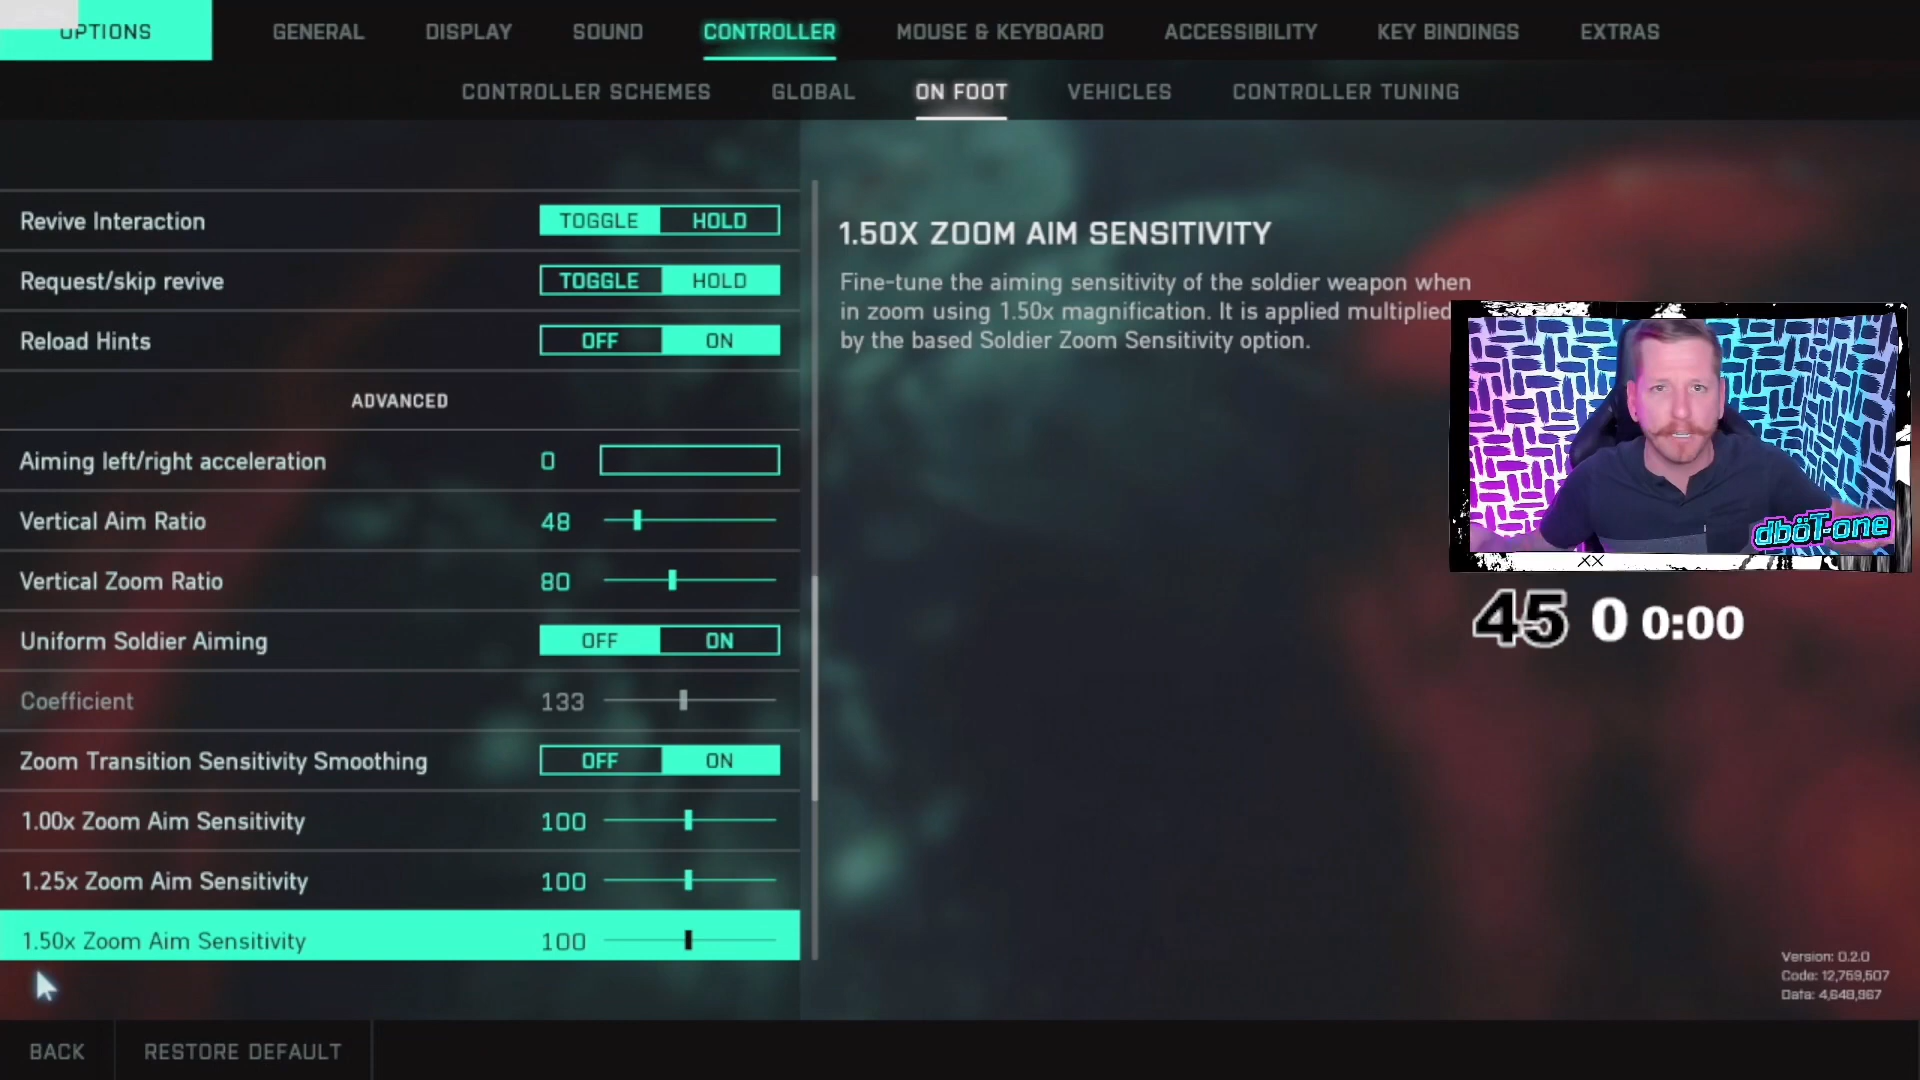 OPTIONS
GENERAL
DISPLAY
SOUND
CONTROLLER
MOUSE & KEYBOARD
ACCESSIBILITY
KEY BINDINGS
EXTRAS
CONTROLLER SCHEMES
GLOBAL
ON FOOT
VEHICLES
CONTROLLER TUNING
Revive Interaction TOGGLE HOLD
Request/skip revive TOGGLE HOLD
Reload Hints OFF ON
ADVANCED
Aiming left/right acceleration 0
Vertical Aim Ratio 48
Vertical Zoom Ratio 80
Uniform Soldier Aiming OFF ON
Coefficient 133
Zoom Transition Sensitivity Smoothing OFF ON
1.00x Zoom Aim Sensitivity 100
1.25x Zoom Aim Sensitivity 100
1.50x Zoom Aim Sensitivity 100
1.50X ZOOM AIM SENSITIVITY
Fine-tune the aiming sensitivity of the soldier weapon when
in zoom using 1.50x magnification. It is applied multiplied
by the based Soldier Zoom Sensitivity option.
dböT-one
XX
45 0 0:00
Version: 0.2.0
Code: 12,759,507
Data: 4,648,967
BACK
RESTORE DEFAULT